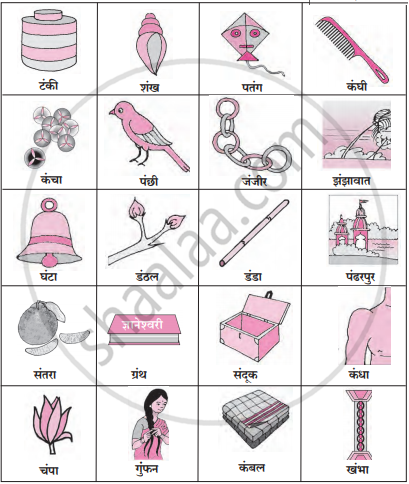 टंकी शंख पतंग कंघी
कंचा पंछी जंजीर झंझावात
घंटा डंठल डंडा पंढरपुर
ज्ञानेश्वरी
संतरा ग्रंथ संदूक कंधा
चंपा गुंफन कंबल खंभा
shaalaa.com